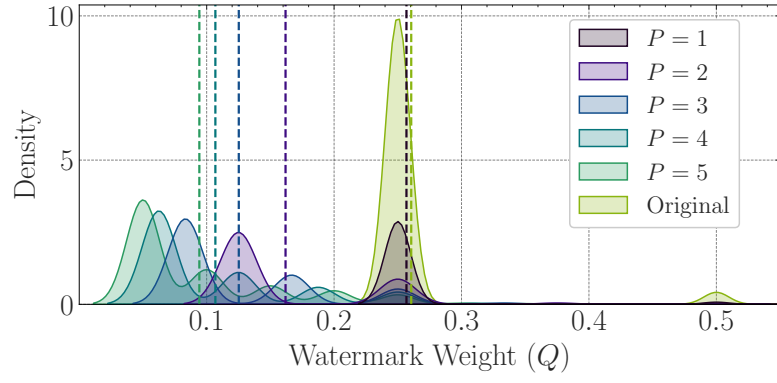 10
5
0
Density
0.1
0.2
0.3
0.4
0.5
Watermark Weight (Q)
P = 1
P = 2
P = 3
P = 4
P = 5
Original